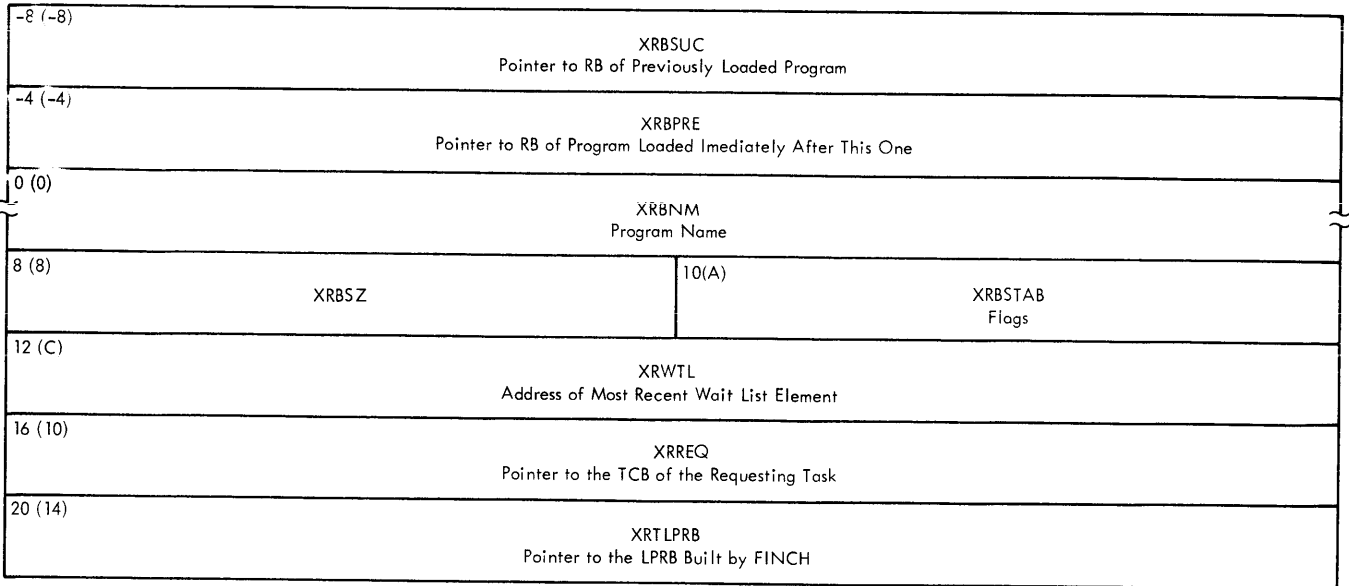 -8 (-8)
XRBSUC
Pointer to RB of Previously Loaded Program
-4 (-4)
XRBPRE
Pointer to RB of Program Loaded Imediately After This One
0 (0)
XRBNM
Program Name
8 (8)
XRBSZ
10(A)
XRBSTAB
Flags
12 (C)
XRWTL
Address of Most Recent Wait List Element
16 (10)
XRREQ
Pointer to the TCB of the Requesting Task
20 (14)
XRTLPRB
Pointer to the LPRB Built by FINCH